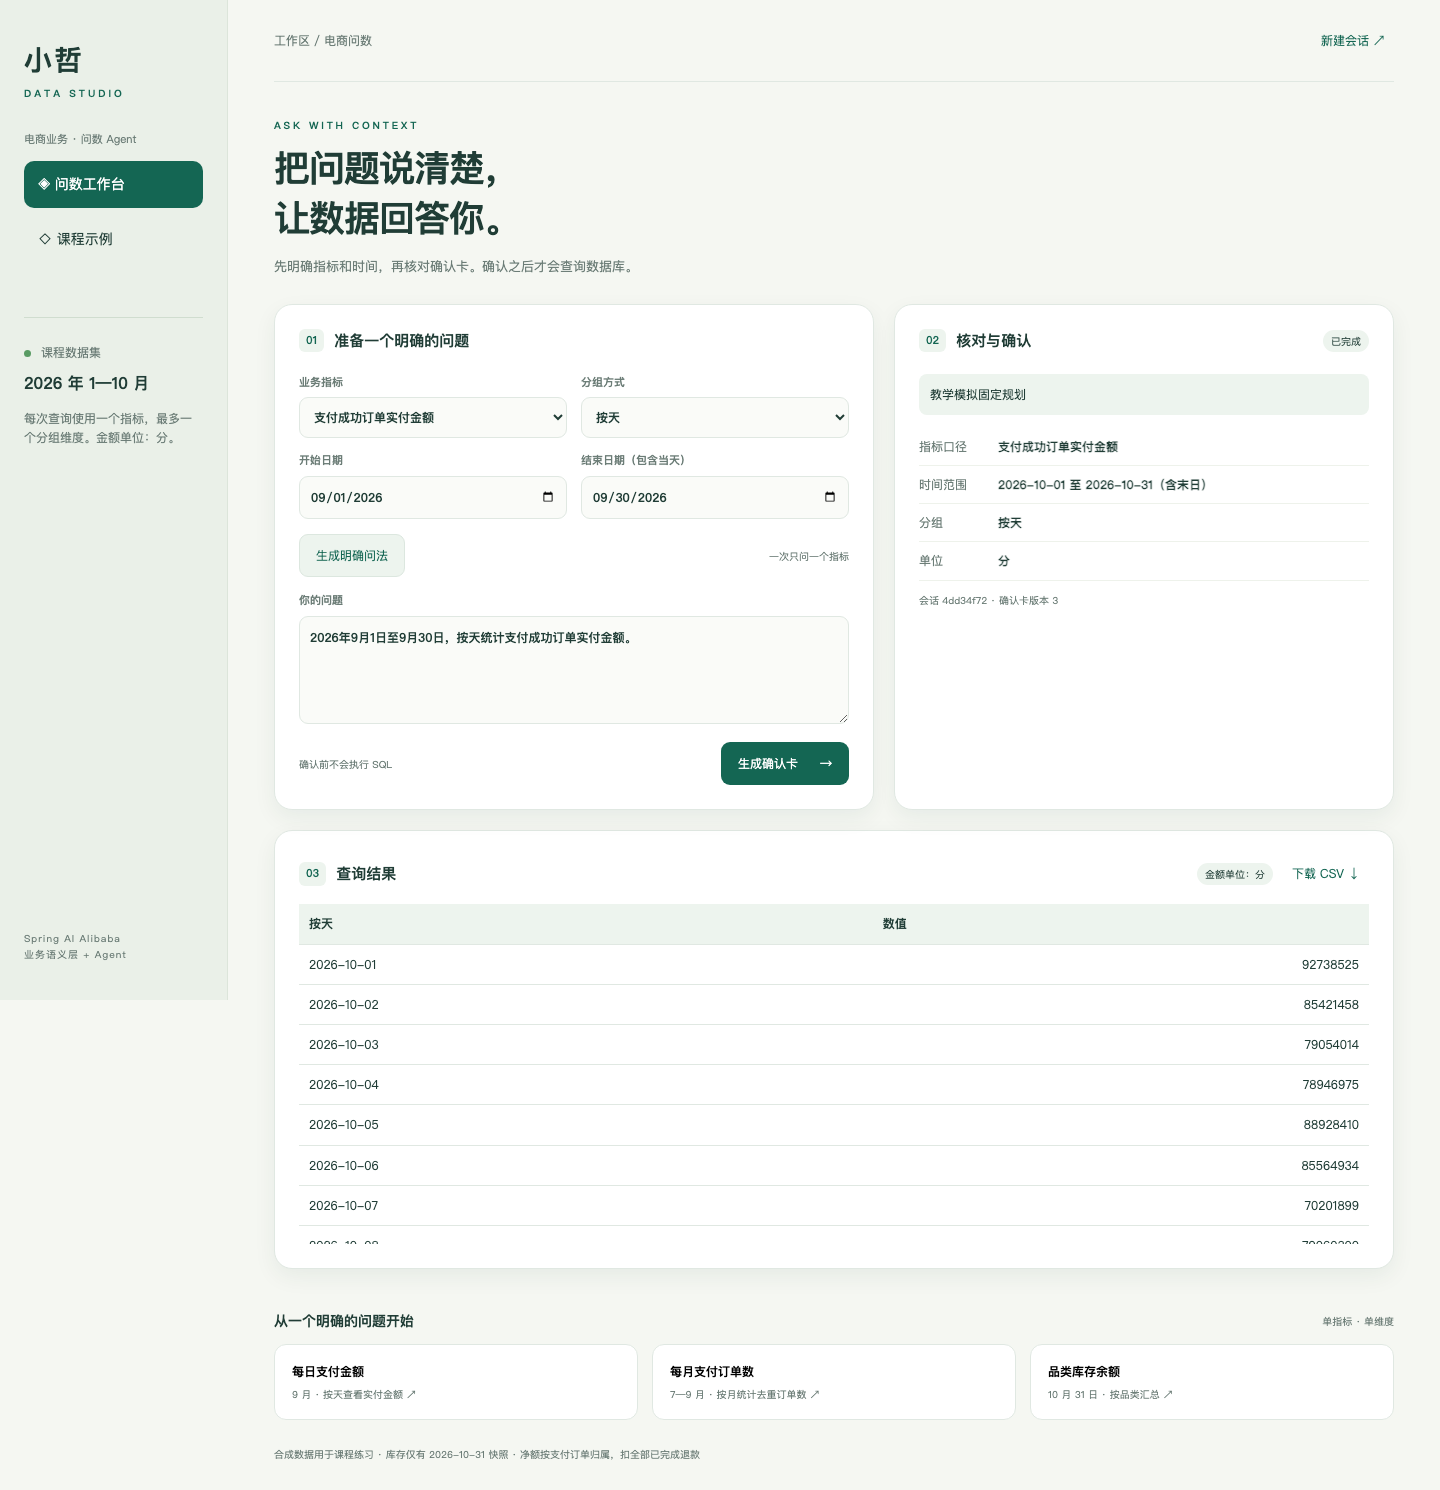 小哲
DATA STUDIO
电商业务 · 问数 Agent
◈ 问数工作台
◇ 课程示例
课程数据集
2026 年 1—10 月
每次查询使用一个指标，最多一
个分组维度。金额单位：分。
Spring AI Alibaba
业务语义层 + Agent
工作区 / 电商问数
新建会话 ↗
ASK WITH CONTEXT
把问题说清楚，
让数据回答你。
先明确指标和时间，再核对确认卡。确认之后才会查询数据库。
01 准备一个明确的问题
业务指标 分组方式
支付成功订单实付金额 按天
开始日期 结束日期（包含当天）
09/01/2026 09/30/2026
生成明确问法 一次只问一个指标
你的问题
2026年9月1日至9月30日，按天统计支付成功订单实付金额。
确认前不会执行 SQL 生成确认卡 →
02 核对与确认 已完成
教学模拟固定规划
指标口径 支付成功订单实付金额
时间范围 2026-10-01 至 2026-10-31（含末日）
分组 按天
单位 分
会话 4dd34f72 · 确认卡版本 3
03 查询结果 金额单位：分 下载 CSV ↓
按天 数值
2026-10-01 92738525
2026-10-02 85421458
2026-10-03 79054014
2026-10-04 78946975
2026-10-05 88928410
2026-10-06 85564934
2026-10-07 70201899
从一个明确的问题开始 单指标 · 单维度
每日支付金额
9 月 · 按天查看实付金额 ↗
每月支付订单数
7—9 月 · 按月统计去重订单数 ↗
品类库存余额
10 月 31 日 · 按品类汇总 ↗
合成数据用于课程练习 · 库存仅有 2026-10-31 快照 · 净额按支付订单归属，扣全部已完成退款